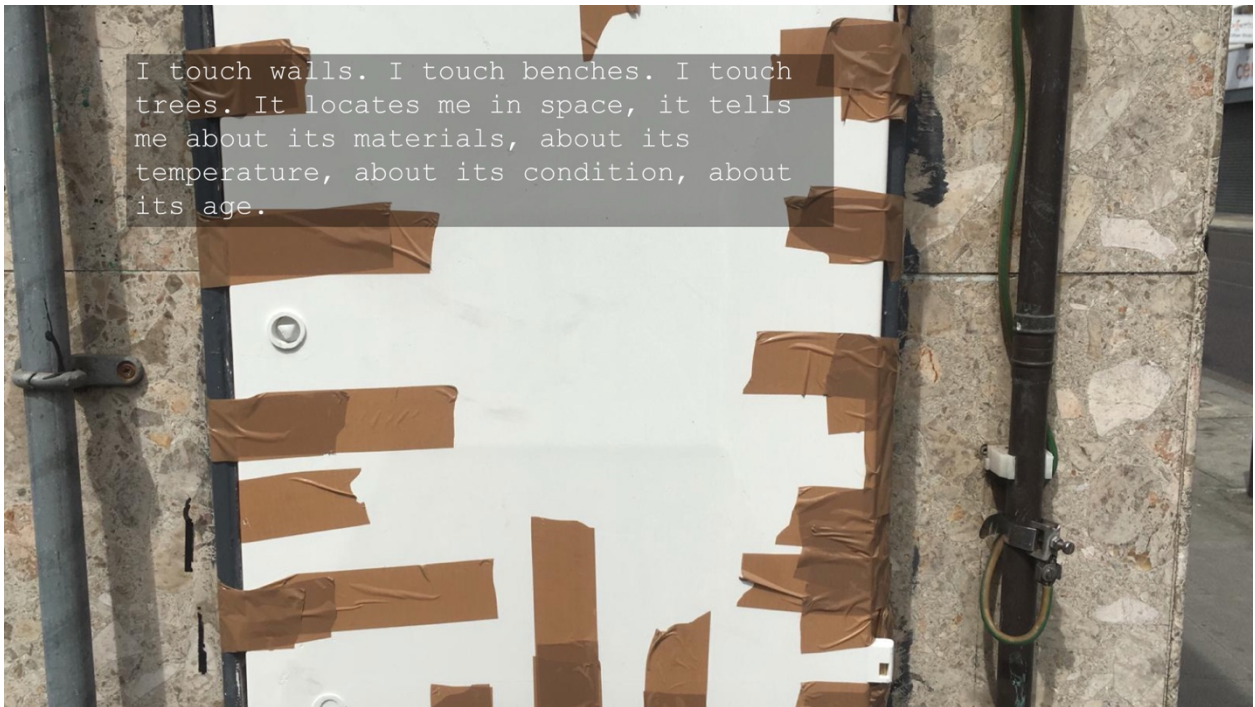 I touch walls. I touch benches. I touch
trees. It locates me in space, it tells
me about its materials, about its
temperature, about its condition, about
its age.